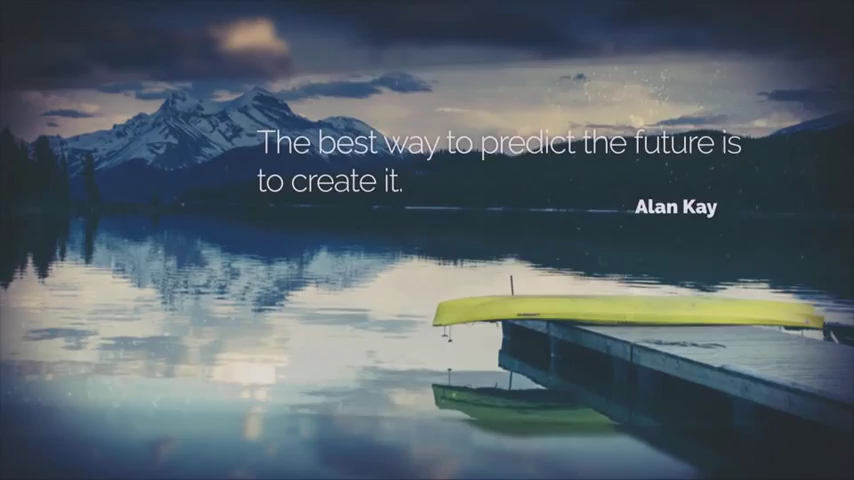 The best way to predict the future is
to create it.
Alan Kay